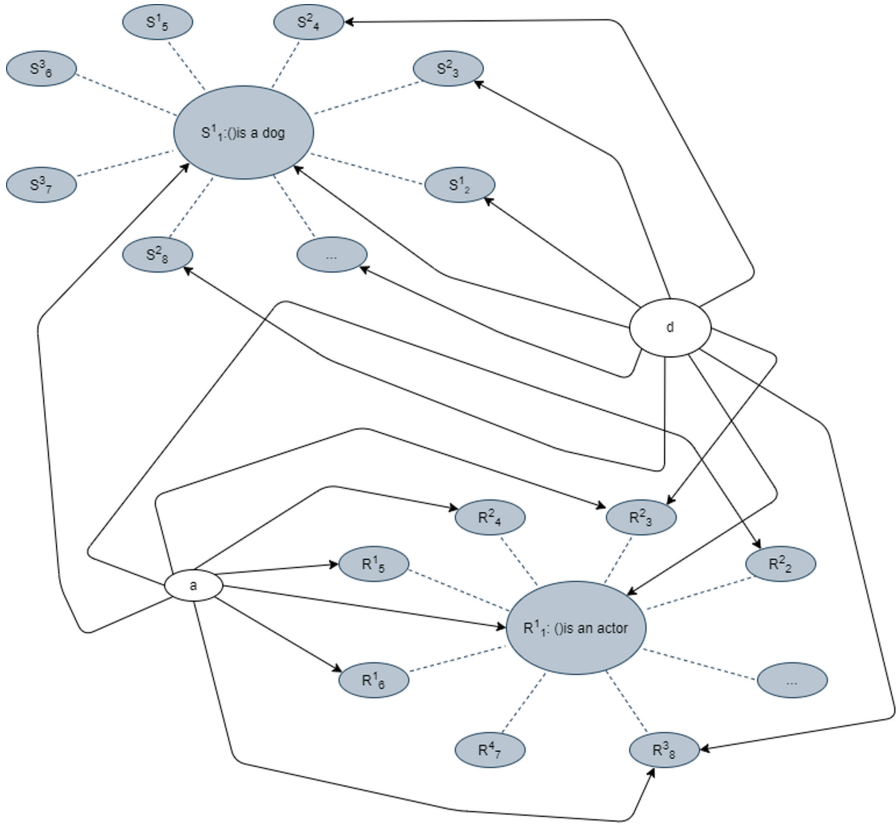 S¹₅
S²₄
S³₆
S²₃
S¹₁:()is a dog
S³₇
S¹₂
S²₈
...
d
R²₄
R²₃
R¹₅
R²₂
a
R¹₁: ()is an actor
R¹₆
...
R⁴₇
R³₈